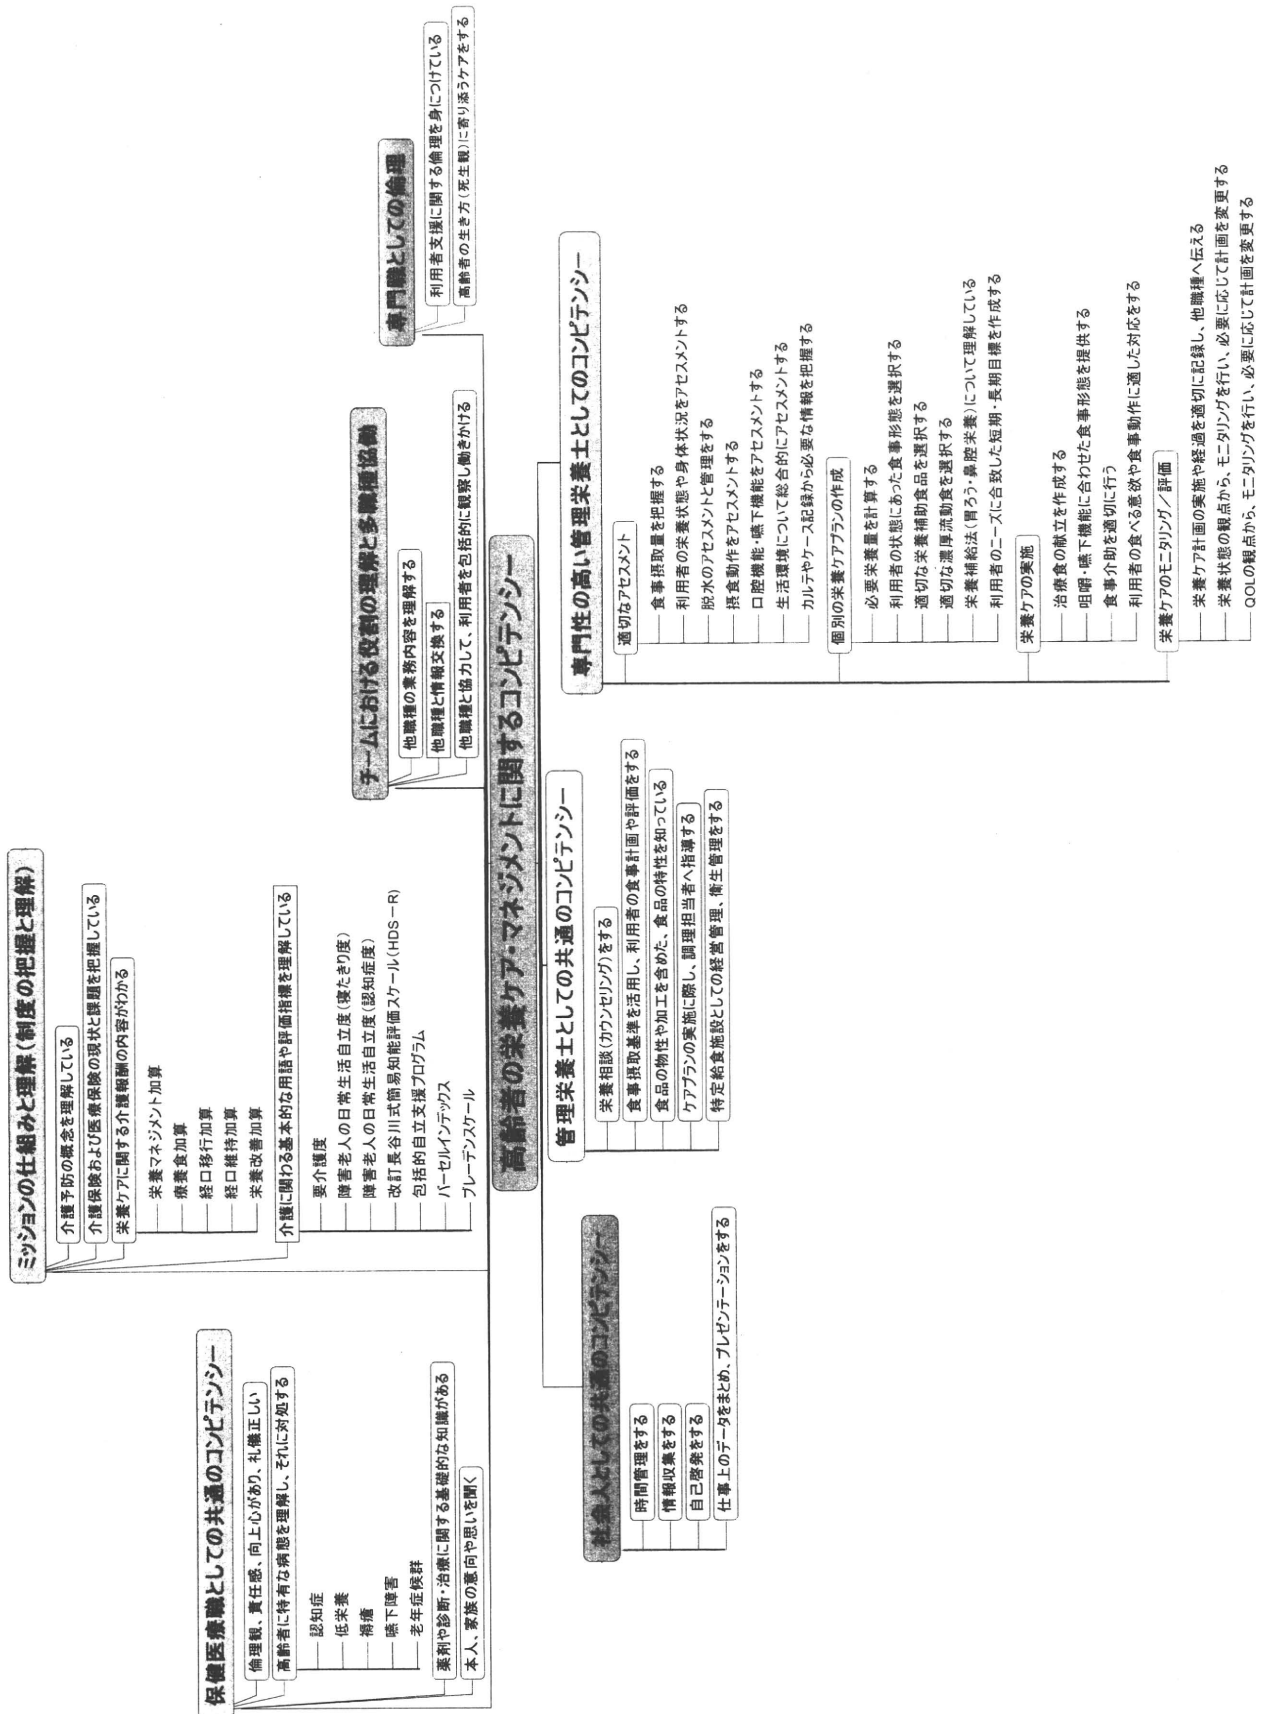 保健医療職としての共通のコンピテンシー
倫理観、責任感、向上心があり、礼儀正しい
高齢者に特有な病態を理解し、それに対処する
認知症
低栄養
褥瘡
嚥下障害
老年症候群
薬剤や診断・治療に関する基礎的な知識がある
本人、家族の意向や思いを聞く
ミッションの仕組みと理解(制度の把握と理解)
介護予防の概念を理解している
介護保険および医療保険の現状と課題を把握している
栄養ケアに関する介護報酬の内容がわかる
栄養マネジメント加算
療養食加算
経口移行加算
経口維持加算
栄養改善加算
介護に関わる基本的な用語や評価指標を理解している
要介護度
障害老人の日常生活自立度(寝たきり度)
障害老人の日常生活自立度(認知症度)
改訂長谷川式簡易知能評価スケール(HDS-R)
包括的自立支援プログラム
バーセルインデックス
ブレーデンスケール
チームにおける役割の理解と多職種協働
他職種の業務内容を理解する
他職種と情報交換する
他職種と協力して、利用者を包括的に観察し働きかける
専門職としての倫理
利用者支援に関する倫理を身につけている
高齢者の生き方(死生観)に寄り添うケアをする
高齢者の栄養ケア・マネジメントに関するコンピテンシー
社会人としての共通のコンピテンシー
時間管理をする
情報収集をする
自己啓発をする
仕事上のデータをまとめ、プレゼンテーションをする
管理栄養士としての共通のコンピテンシー
栄養相談(カウンセリング)をする
食事摂取基準を活用し、利用者の食事計画や評価をする
食品の物性や加工を含めた、食品の特性を知っている
ケアプランの実施に際し、調理担当者へ指導する
特定給食施設としての経営管理、衛生管理をする
専門性の高い管理栄養士としてのコンピテンシー
適切なアセスメント
食事摂取量を把握する
利用者の栄養状態や身体状況をアセスメントする
脱水のアセスメントと管理をする
摂食動作をアセスメントする
口腔機能・嚥下機能をアセスメントする
生活環境について総合的にアセスメントする
カルテやケース記録から必要な情報を把握する
個別の栄養ケアプランの作成
必要栄養量を計算する
利用者の状態にあった食事形態を選択する
適切な栄養補助食品を選択する
適切な濃厚流動食を選択する
栄養補給法(胃ろう・鼻腔栄養)について理解している
利用者のニーズに合致した短期・長期目標を作成する
栄養ケアの実施
治療食の献立を作成する
咀嚼・嚥下機能に合わせた食事形態を提供する
食事介助を適切に行う
利用者の食べる意欲や食事動作に適した対応をする
栄養ケアのモニタリング/評価
栄養ケア計画の実施や経過を適切に記録し、他職種へ伝える
栄養状態の観点から、モニタリングを行い、必要に応じて計画を変更する
QOLの観点から、モニタリングを行い、必要に応じて計画を変更する